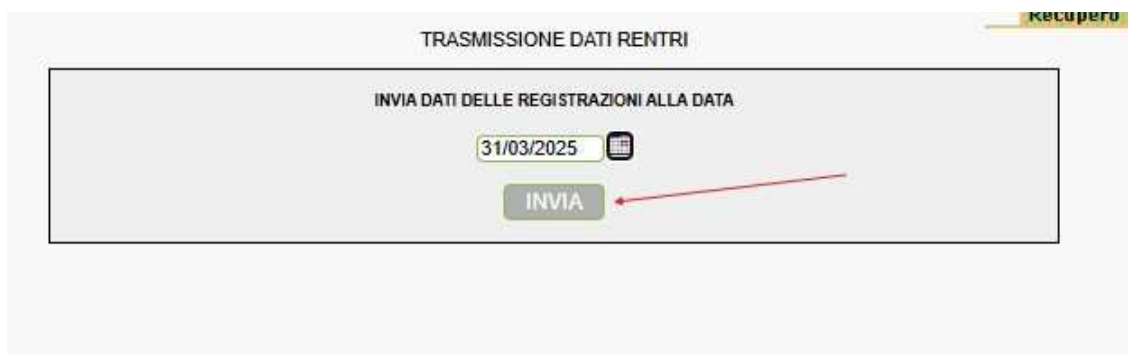 Recupero
TRASMISSIONE DATI RENTRI
INVIA DATI DELLE REGISTRAZIONI ALLA DATA
31/03/2025
INVIA